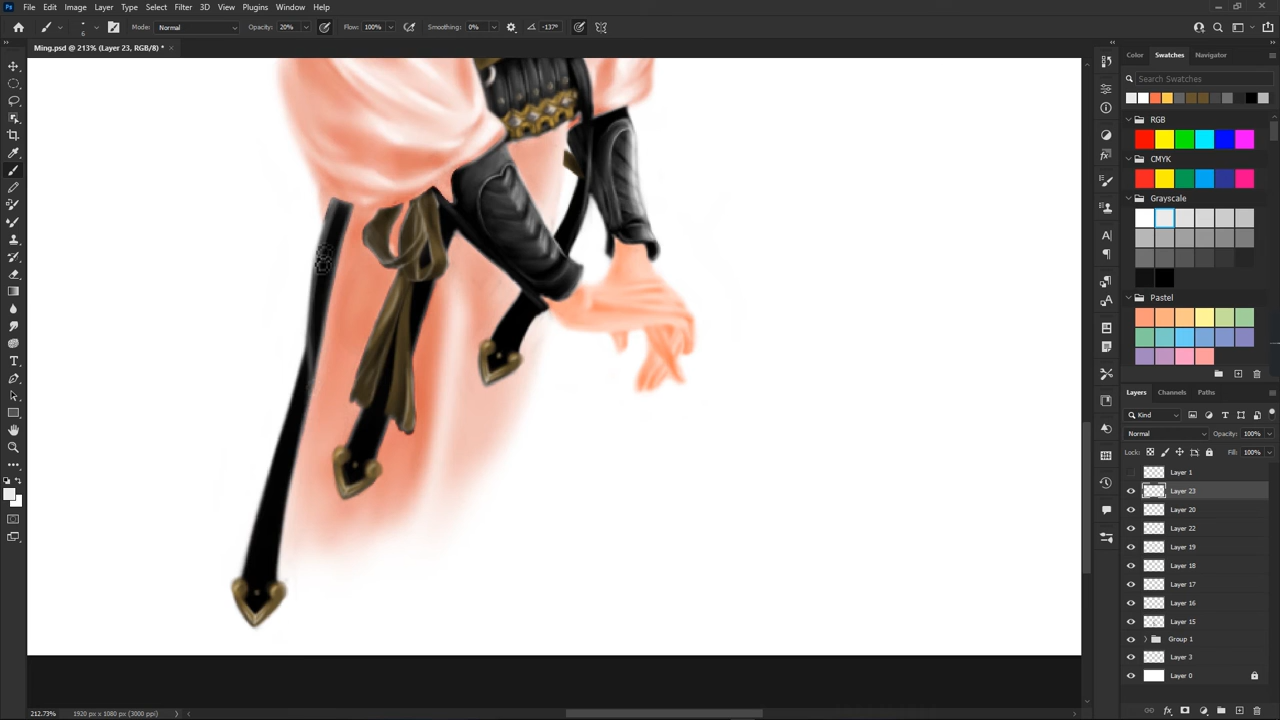 Ps File Edit Image Layer Type Select Filter 3D View Plugins Window Help
6 Mode: Normal Opacity: 20% Flow: 100% Smoothing: 0% -137°
Ming.psd @ 213% (Layer 23, RGB/8) *
Color Swatches Navigator
Search Swatches
RGB
CMYK
Grayscale
Pastel
Layers Channels Paths
Kind
Normal Opacity: 100%
Lock: Fill: 100%
Layer 1
Layer 23
Layer 20
Layer 22
Layer 19
Layer 18
Layer 17
Layer 16
Layer 15
Group 1
Layer 3
Layer 0
212.73% 1920 px x 1080 px (3000 ppi)